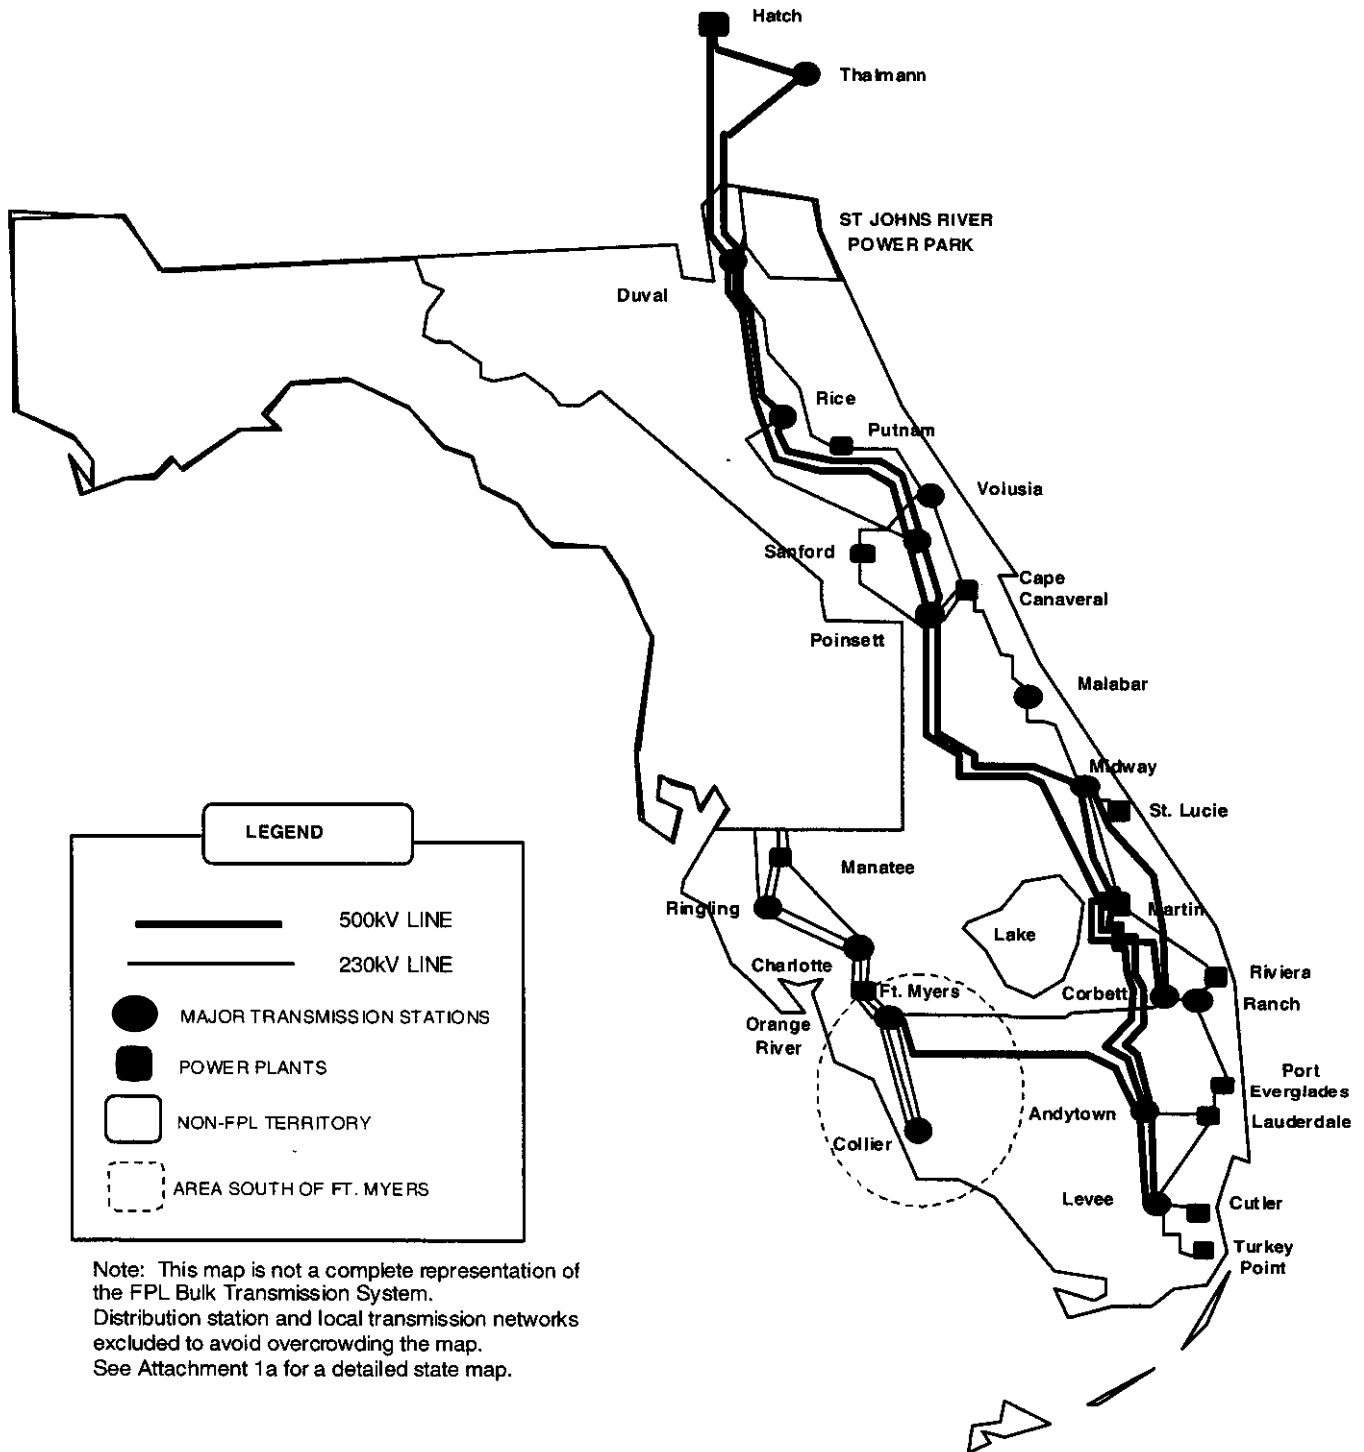 Hatch
Thalmann
ST JOHNS RIVER
POWER PARK
Duval
Rice
Putnam
Volusia
Sanford
Cape
Canaveral
Poinsett
Malabar
Midway
St. Lucie
LEGEND
500kV LINE
230kV LINE
MAJOR TRANSMISSION STATIONS
POWER PLANTS
NON-FPL TERRITORY
AREA SOUTH OF FT. MYERS
Manatee
Ringling
Martin
Lake
Charlotte
Ft. Myers
Corbett
Riviera
Ranch
Orange
River
Port
Everglades
Andytown
Lauderdale
Collier
Levee
Cutler
Turkey
Point
Note: This map is not a complete representation of
the FPL Bulk Transmission System.
Distribution station and local transmission networks
excluded to avoid overcrowding the map.
See Attachment 1a for a detailed state map.